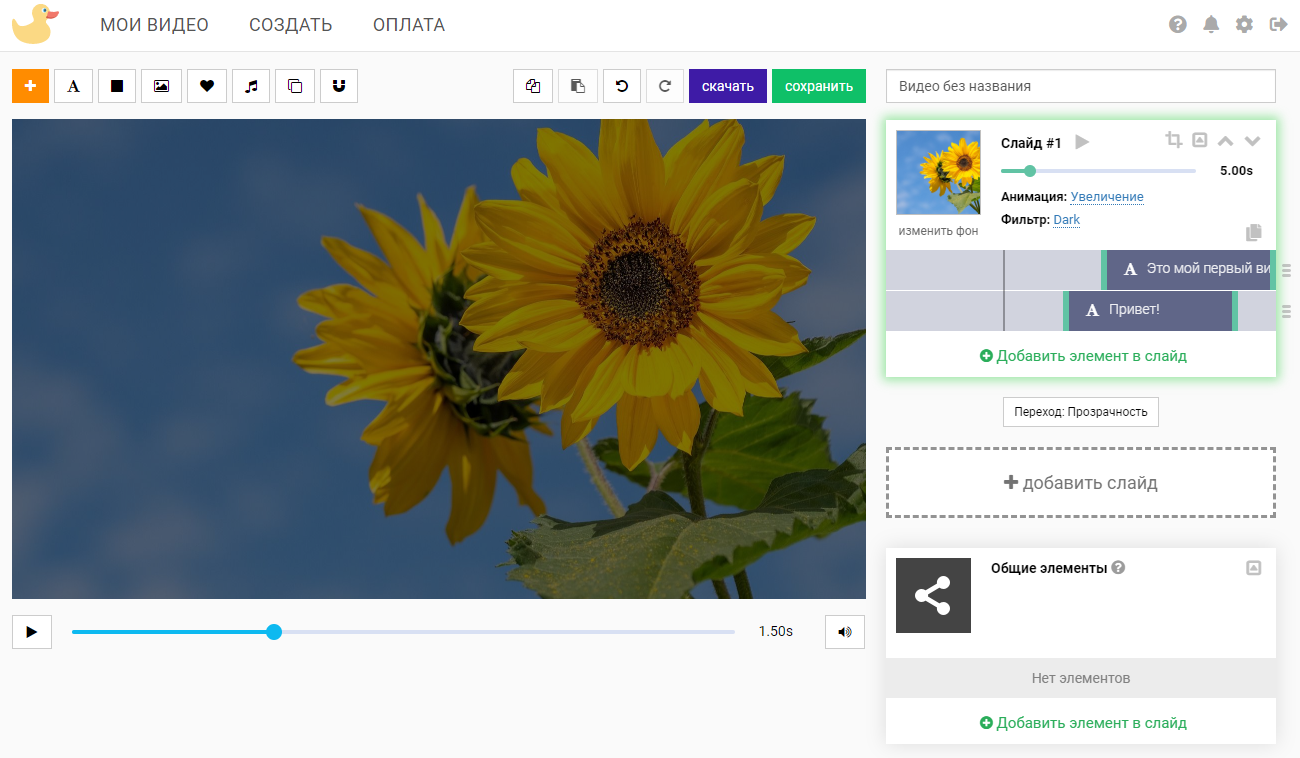 МОИ ВИДЕО СОЗДАТЬ ОПЛАТА
A скачать сохранить
Видео без названия
Слайд #1
5.00s
Анимация: Увеличение
Фильтр: Dark
изменить фон
A Это мой первый ви
A Привет!
Добавить элемент в слайд
Переход: Прозрачность
+ добавить слайд
Общие элементы ?
Нет элементов
Добавить элемент в слайд
1.50s